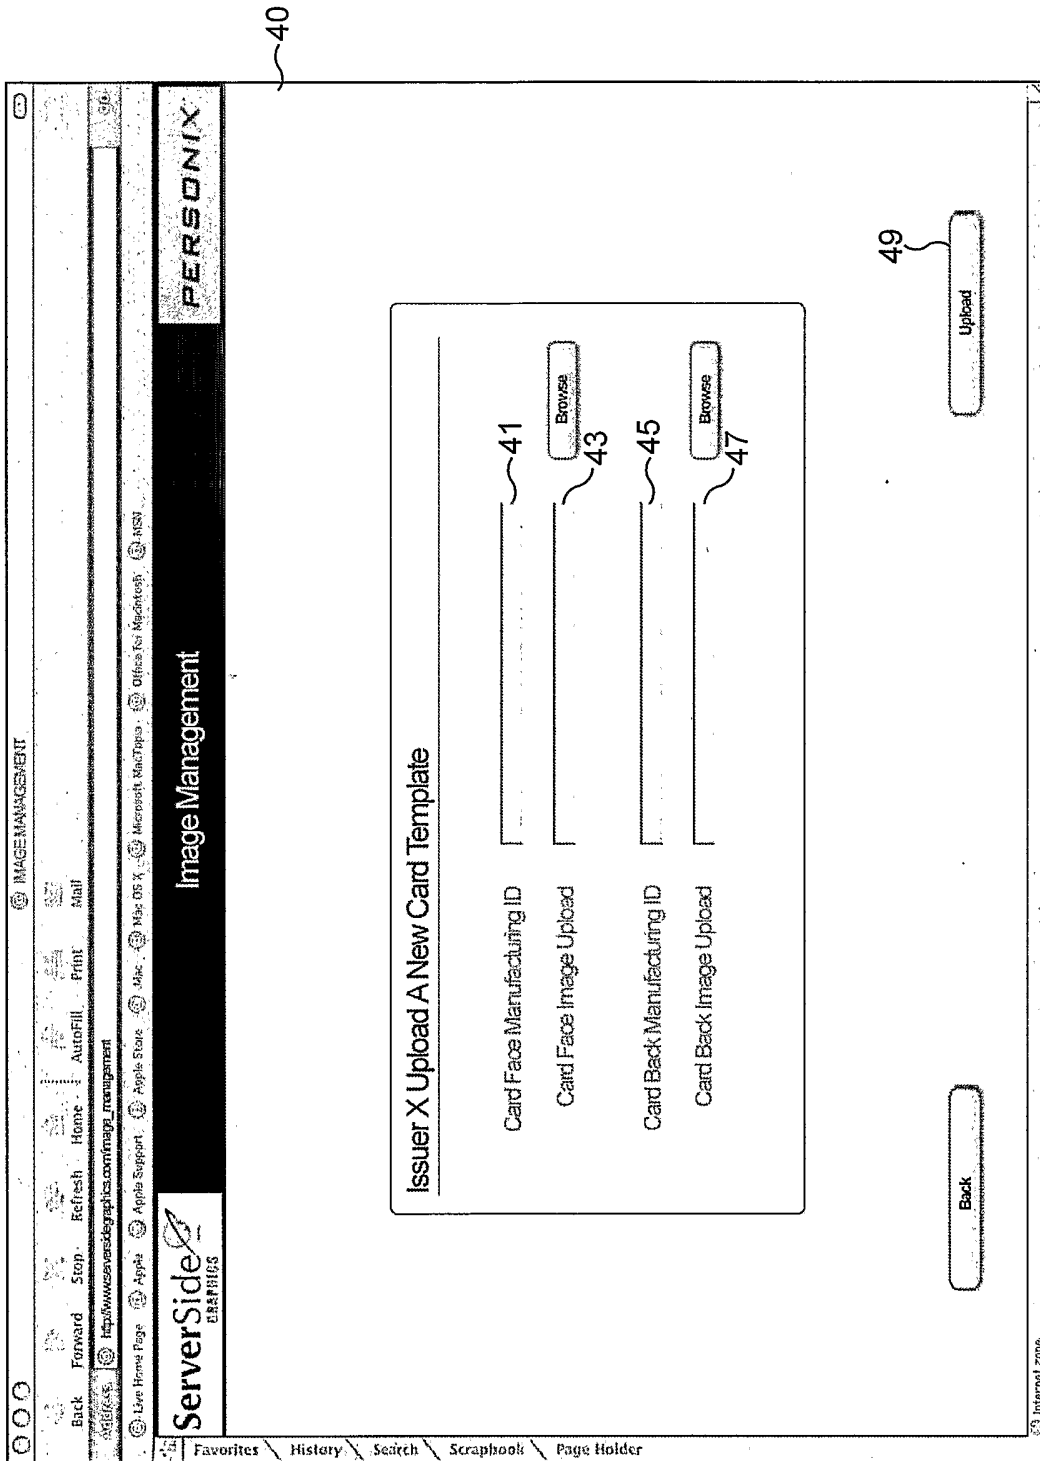 IMAGE MANAGEMENT
Back Forward Stop Refresh Home AutoFill Print Mail
Address http://www.serversidegraphics.com/image_management GO
Live Home Page Apple Apple Support Apple Store .Mac Mac OS X Microsoft MacTopia Office for Macintosh MSN
Favorites
History
Search
Scrapbook
Page Holder
ServerSide
GRAPHICS
Image Management
PERSONIX
40
Issuer X Upload A New Card Template
Card Face Manufacturing ID 41
Card Face Image Upload Browse
43
Card Back Manufacturing ID 45
Card Back Image Upload Browse
47
49
Back Upload
Internet zone